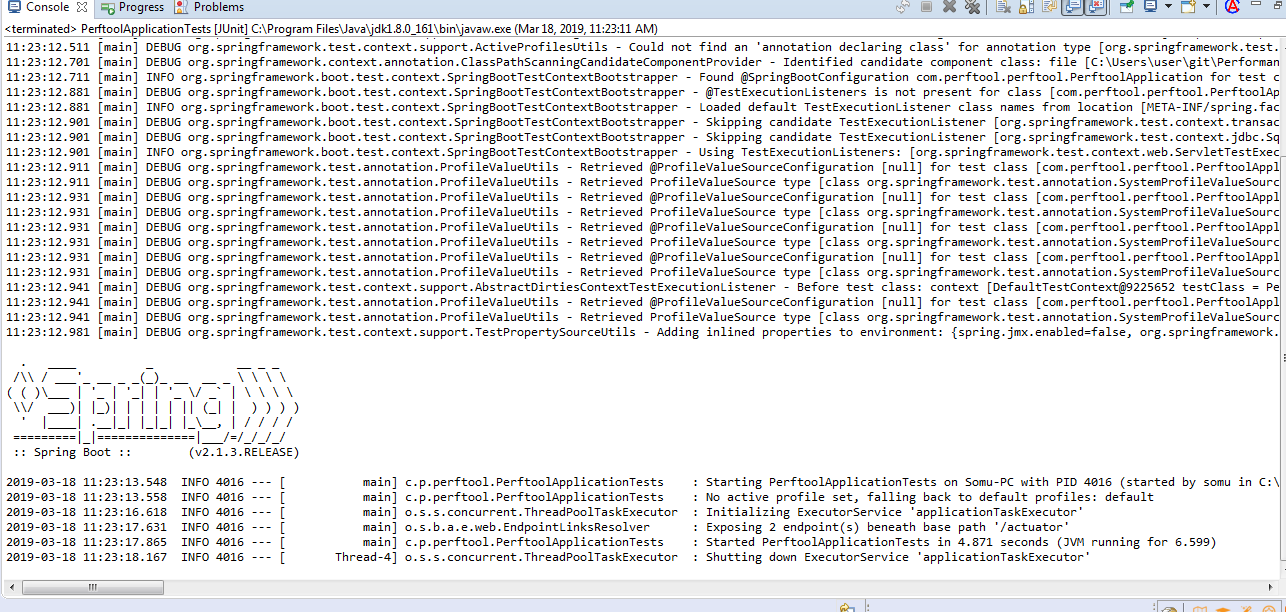 Console Progress Problems
<terminated> PerftoolApplicationTests [JUnit] C:\Program Files\Java\jdk1.8.0_161\bin\javaw.exe (Mar 18, 2019, 11:23:11 AM)
11:23:12.511 [main] DEBUG org.springframework.test.context.support.ActiveProfilesUtils - Could not find an 'annotation declaring class' for annotation type [org.springframework.test.
11:23:12.701 [main] DEBUG org.springframework.context.annotation.ClassPathScanningCandidateComponentProvider - Identified candidate component class: file [C:\Users\user\git\Performan
11:23:12.711 [main] INFO org.springframework.boot.test.context.SpringBootTestContextBootstrapper - Found @SpringBootConfiguration com.perftool.perftool.PerftoolApplication for test c
11:23:12.881 [main] DEBUG org.springframework.boot.test.context.SpringBootTestContextBootstrapper - @TestExecutionListeners is not present for class [com.perftool.perftool.PerftoolAp
11:23:12.881 [main] INFO org.springframework.boot.test.context.SpringBootTestContextBootstrapper - Loaded default TestExecutionListener class names from location [META-INF/spring.fac
11:23:12.901 [main] DEBUG org.springframework.boot.test.context.SpringBootTestContextBootstrapper - Skipping candidate TestExecutionListener [org.springframework.test.context.transac
11:23:12.901 [main] DEBUG org.springframework.boot.test.context.SpringBootTestContextBootstrapper - Skipping candidate TestExecutionListener [org.springframework.test.context.jdbc.Sq
11:23:12.901 [main] INFO org.springframework.boot.test.context.SpringBootTestContextBootstrapper - Using TestExecutionListeners: [org.springframework.test.context.web.ServletTestExec
11:23:12.911 [main] DEBUG org.springframework.test.annotation.ProfileValueUtils - Retrieved @ProfileValueSourceConfiguration [null] for test class [com.perftool.perftool.PerftoolAppl
11:23:12.911 [main] DEBUG org.springframework.test.annotation.ProfileValueUtils - Retrieved ProfileValueSource type [class org.springframework.test.annotation.SystemProfileValueSourc
11:23:12.931 [main] DEBUG org.springframework.test.annotation.ProfileValueUtils - Retrieved @ProfileValueSourceConfiguration [null] for test class [com.perftool.perftool.PerftoolAppl
11:23:12.931 [main] DEBUG org.springframework.test.annotation.ProfileValueUtils - Retrieved ProfileValueSource type [class org.springframework.test.annotation.SystemProfileValueSourc
11:23:12.931 [main] DEBUG org.springframework.test.annotation.ProfileValueUtils - Retrieved @ProfileValueSourceConfiguration [null] for test class [com.perftool.perftool.PerftoolAppl
11:23:12.931 [main] DEBUG org.springframework.test.annotation.ProfileValueUtils - Retrieved ProfileValueSource type [class org.springframework.test.annotation.SystemProfileValueSourc
11:23:12.931 [main] DEBUG org.springframework.test.annotation.ProfileValueUtils - Retrieved @ProfileValueSourceConfiguration [null] for test class [com.perftool.perftool.PerftoolAppl
11:23:12.931 [main] DEBUG org.springframework.test.annotation.ProfileValueUtils - Retrieved ProfileValueSource type [class org.springframework.test.annotation.SystemProfileValueSourc
11:23:12.941 [main] DEBUG org.springframework.test.context.support.AbstractDirtiesContextTestExecutionListener - Before test class: context [DefaultTestContext@9225652 testClass = Pe
11:23:12.941 [main] DEBUG org.springframework.test.annotation.ProfileValueUtils - Retrieved @ProfileValueSourceConfiguration [null] for test class [com.perftool.perftool.PerftoolAppl
11:23:12.941 [main] DEBUG org.springframework.test.annotation.ProfileValueUtils - Retrieved ProfileValueSource type [class org.springframework.test.annotation.SystemProfileValueSourc
11:23:12.981 [main] DEBUG org.springframework.test.context.support.TestPropertySourceUtils - Adding inlined properties to environment: {spring.jmx.enabled=false, org.springframework.
  .   ____          _            __ _ _
 /\\ / ___'_ __ _ _(_)_ __  __ _ \ \ \ \
( ( )\___ | '_ | '_| | '_ \/ _` | \ \ \ \
 \\/  ___)| |_)| | | | | || (_| |  ) ) ) )
  '  |____| .__|_| |_|_| |_\__, | / / / /
 =========|_|==============|___/=/_/_/_/
 :: Spring Boot ::        (v2.1.3.RELEASE)
2019-03-18 11:23:13.548  INFO 4016 --- [           main] c.p.perftool.PerftoolApplicationTests    : Starting PerftoolApplicationTests on Somu-PC with PID 4016 (started by somu in C:\
2019-03-18 11:23:13.558  INFO 4016 --- [           main] c.p.perftool.PerftoolApplicationTests    : No active profile set, falling back to default profiles: default
2019-03-18 11:23:16.618  INFO 4016 --- [           main] o.s.s.concurrent.ThreadPoolTaskExecutor  : Initializing ExecutorService 'applicationTaskExecutor'
2019-03-18 11:23:17.631  INFO 4016 --- [           main] o.s.b.a.e.web.EndpointLinksResolver      : Exposing 2 endpoint(s) beneath base path '/actuator'
2019-03-18 11:23:17.865  INFO 4016 --- [           main] c.p.perftool.PerftoolApplicationTests    : Started PerftoolApplicationTests in 4.871 seconds (JVM running for 6.599)
2019-03-18 11:23:18.167  INFO 4016 --- [       Thread-4] o.s.s.concurrent.ThreadPoolTaskExecutor  : Shutting down ExecutorService 'applicationTaskExecutor'